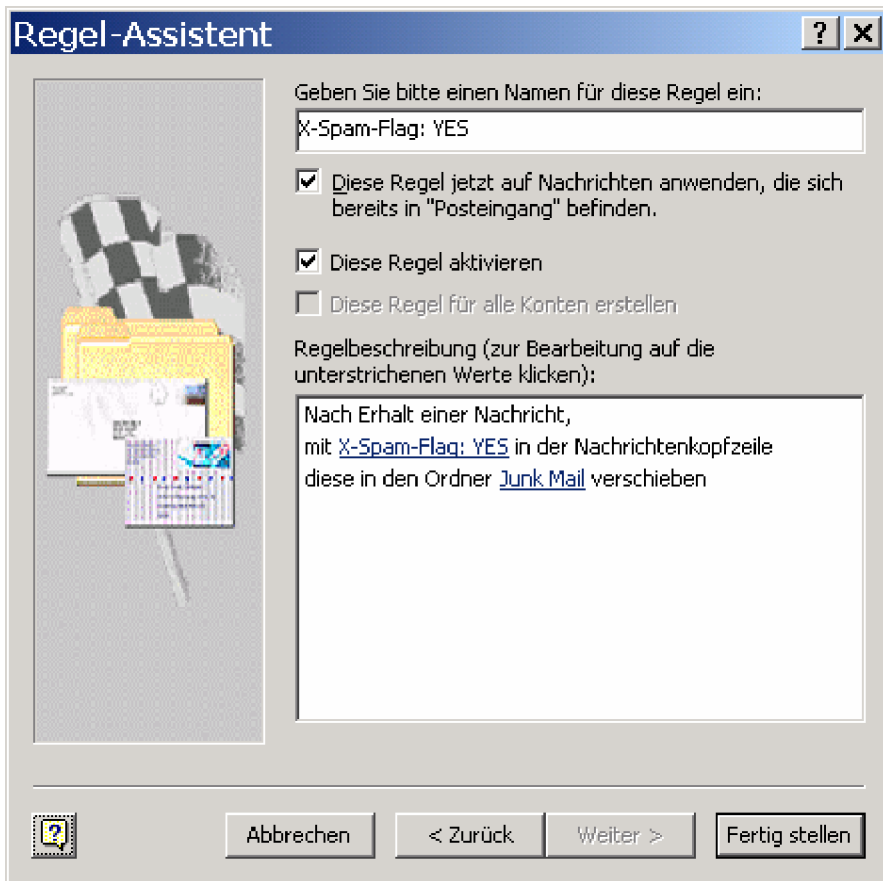 Regel-Assistent
Geben Sie bitte einen Namen für diese Regel ein:
X-Spam-Flag: YES
Diese Regel jetzt auf Nachrichten anwenden, die sich
bereits in "Posteingang" befinden.
Diese Regel aktivieren
Diese Regel für alle Konten erstellen
Regelbeschreibung (zur Bearbeitung auf die
unterstrichenen Werte klicken):
Nach Erhalt einer Nachricht,
mit X-Spam-Flag: YES in der Nachrichtenkopfzeile
diese in den Ordner Junk Mail verschieben
Abbrechen
< Zurück
Weiter >
Fertig stellen